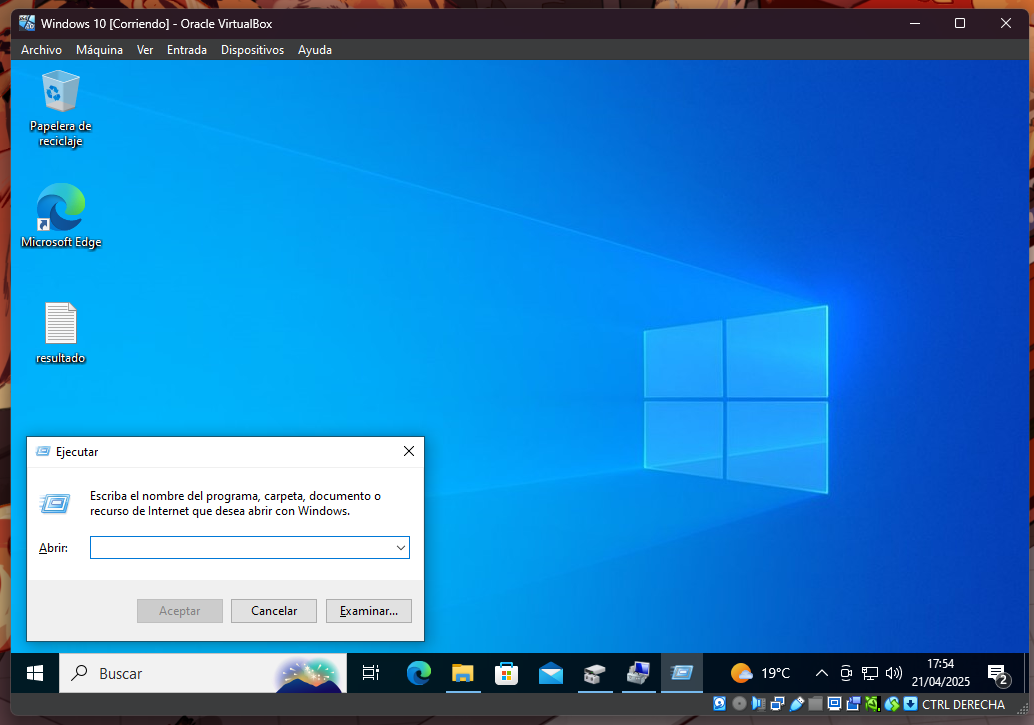 Windows 10 [Corriendo] - Oracle VirtualBox
Archivo Máquina Ver Entrada Dispositivos Ayuda
Papelera de
reciclaje
Microsoft Edge
resultado
Ejecutar
Escriba el nombre del programa, carpeta, documento o
recurso de Internet que desea abrir con Windows.
Abrir:
Aceptar Cancelar Examinar...
Buscar
19°C
17:54
21/04/2025
2
CTRL DERECHA